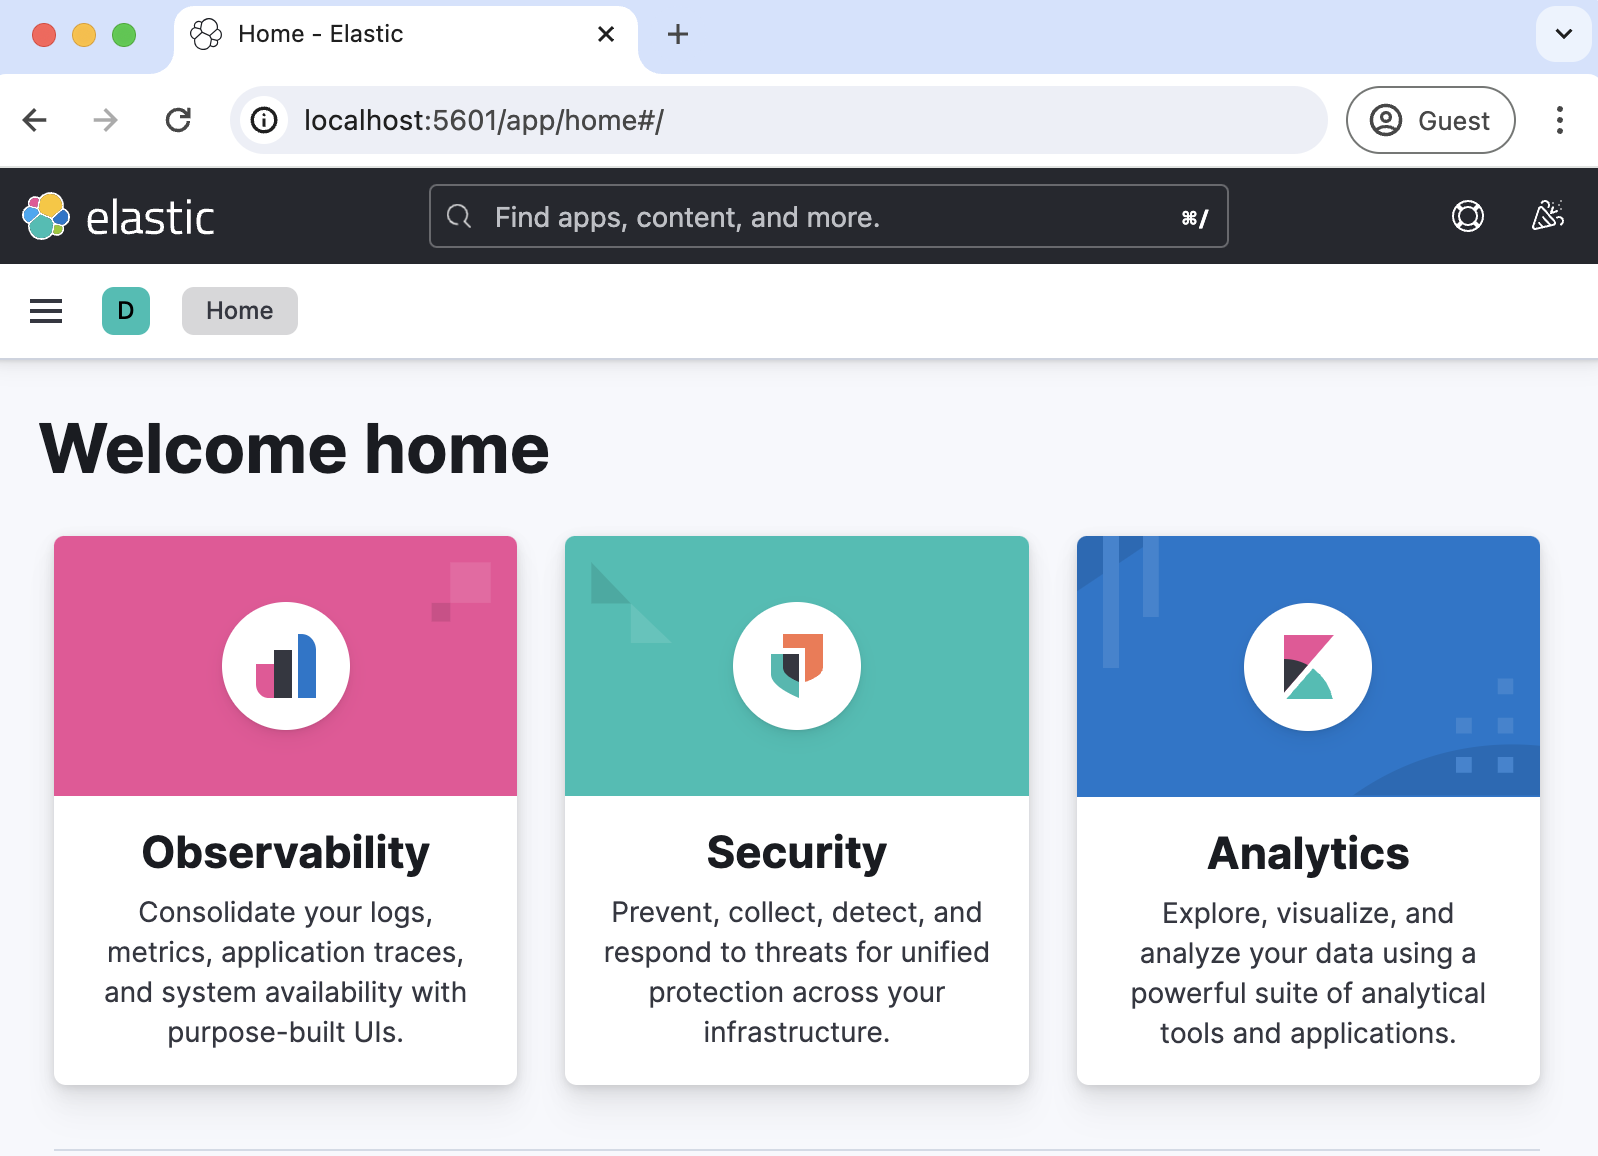 Home - Elastic
localhost:5601/app/home#/
Guest
elastic
Find apps, content, and more.
⌘/
D
Home
Welcome home
Observability
Consolidate your logs,
metrics, application traces,
and system availability with
purpose-built UIs.
Security
Prevent, collect, detect, and
respond to threats for unified
protection across your
infrastructure.
Analytics
Explore, visualize, and
analyze your data using a
powerful suite of analytical
tools and applications.